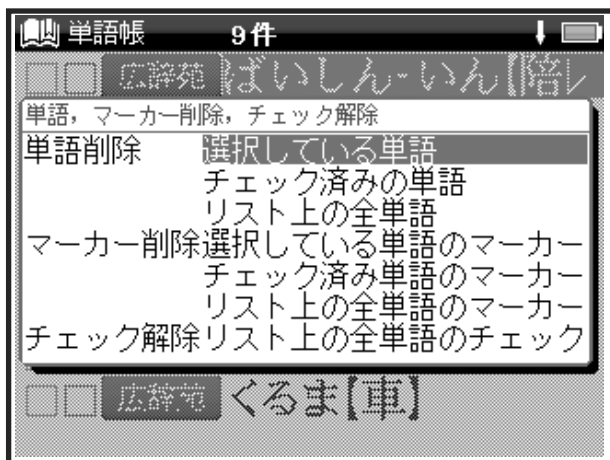 単語帳 9件
広辞苑 ばいしん‐いん【陪
単語，マーカー削除，チェック解除
単語削除 選択している単語
チェック済みの単語
リスト上の全単語
マーカー削除選択している単語のマーカー
チェック済み単語のマーカー
リスト上の全単語のマーカー
チェック解除リスト上の全単語のチェック
広辞苑 くるま【車】